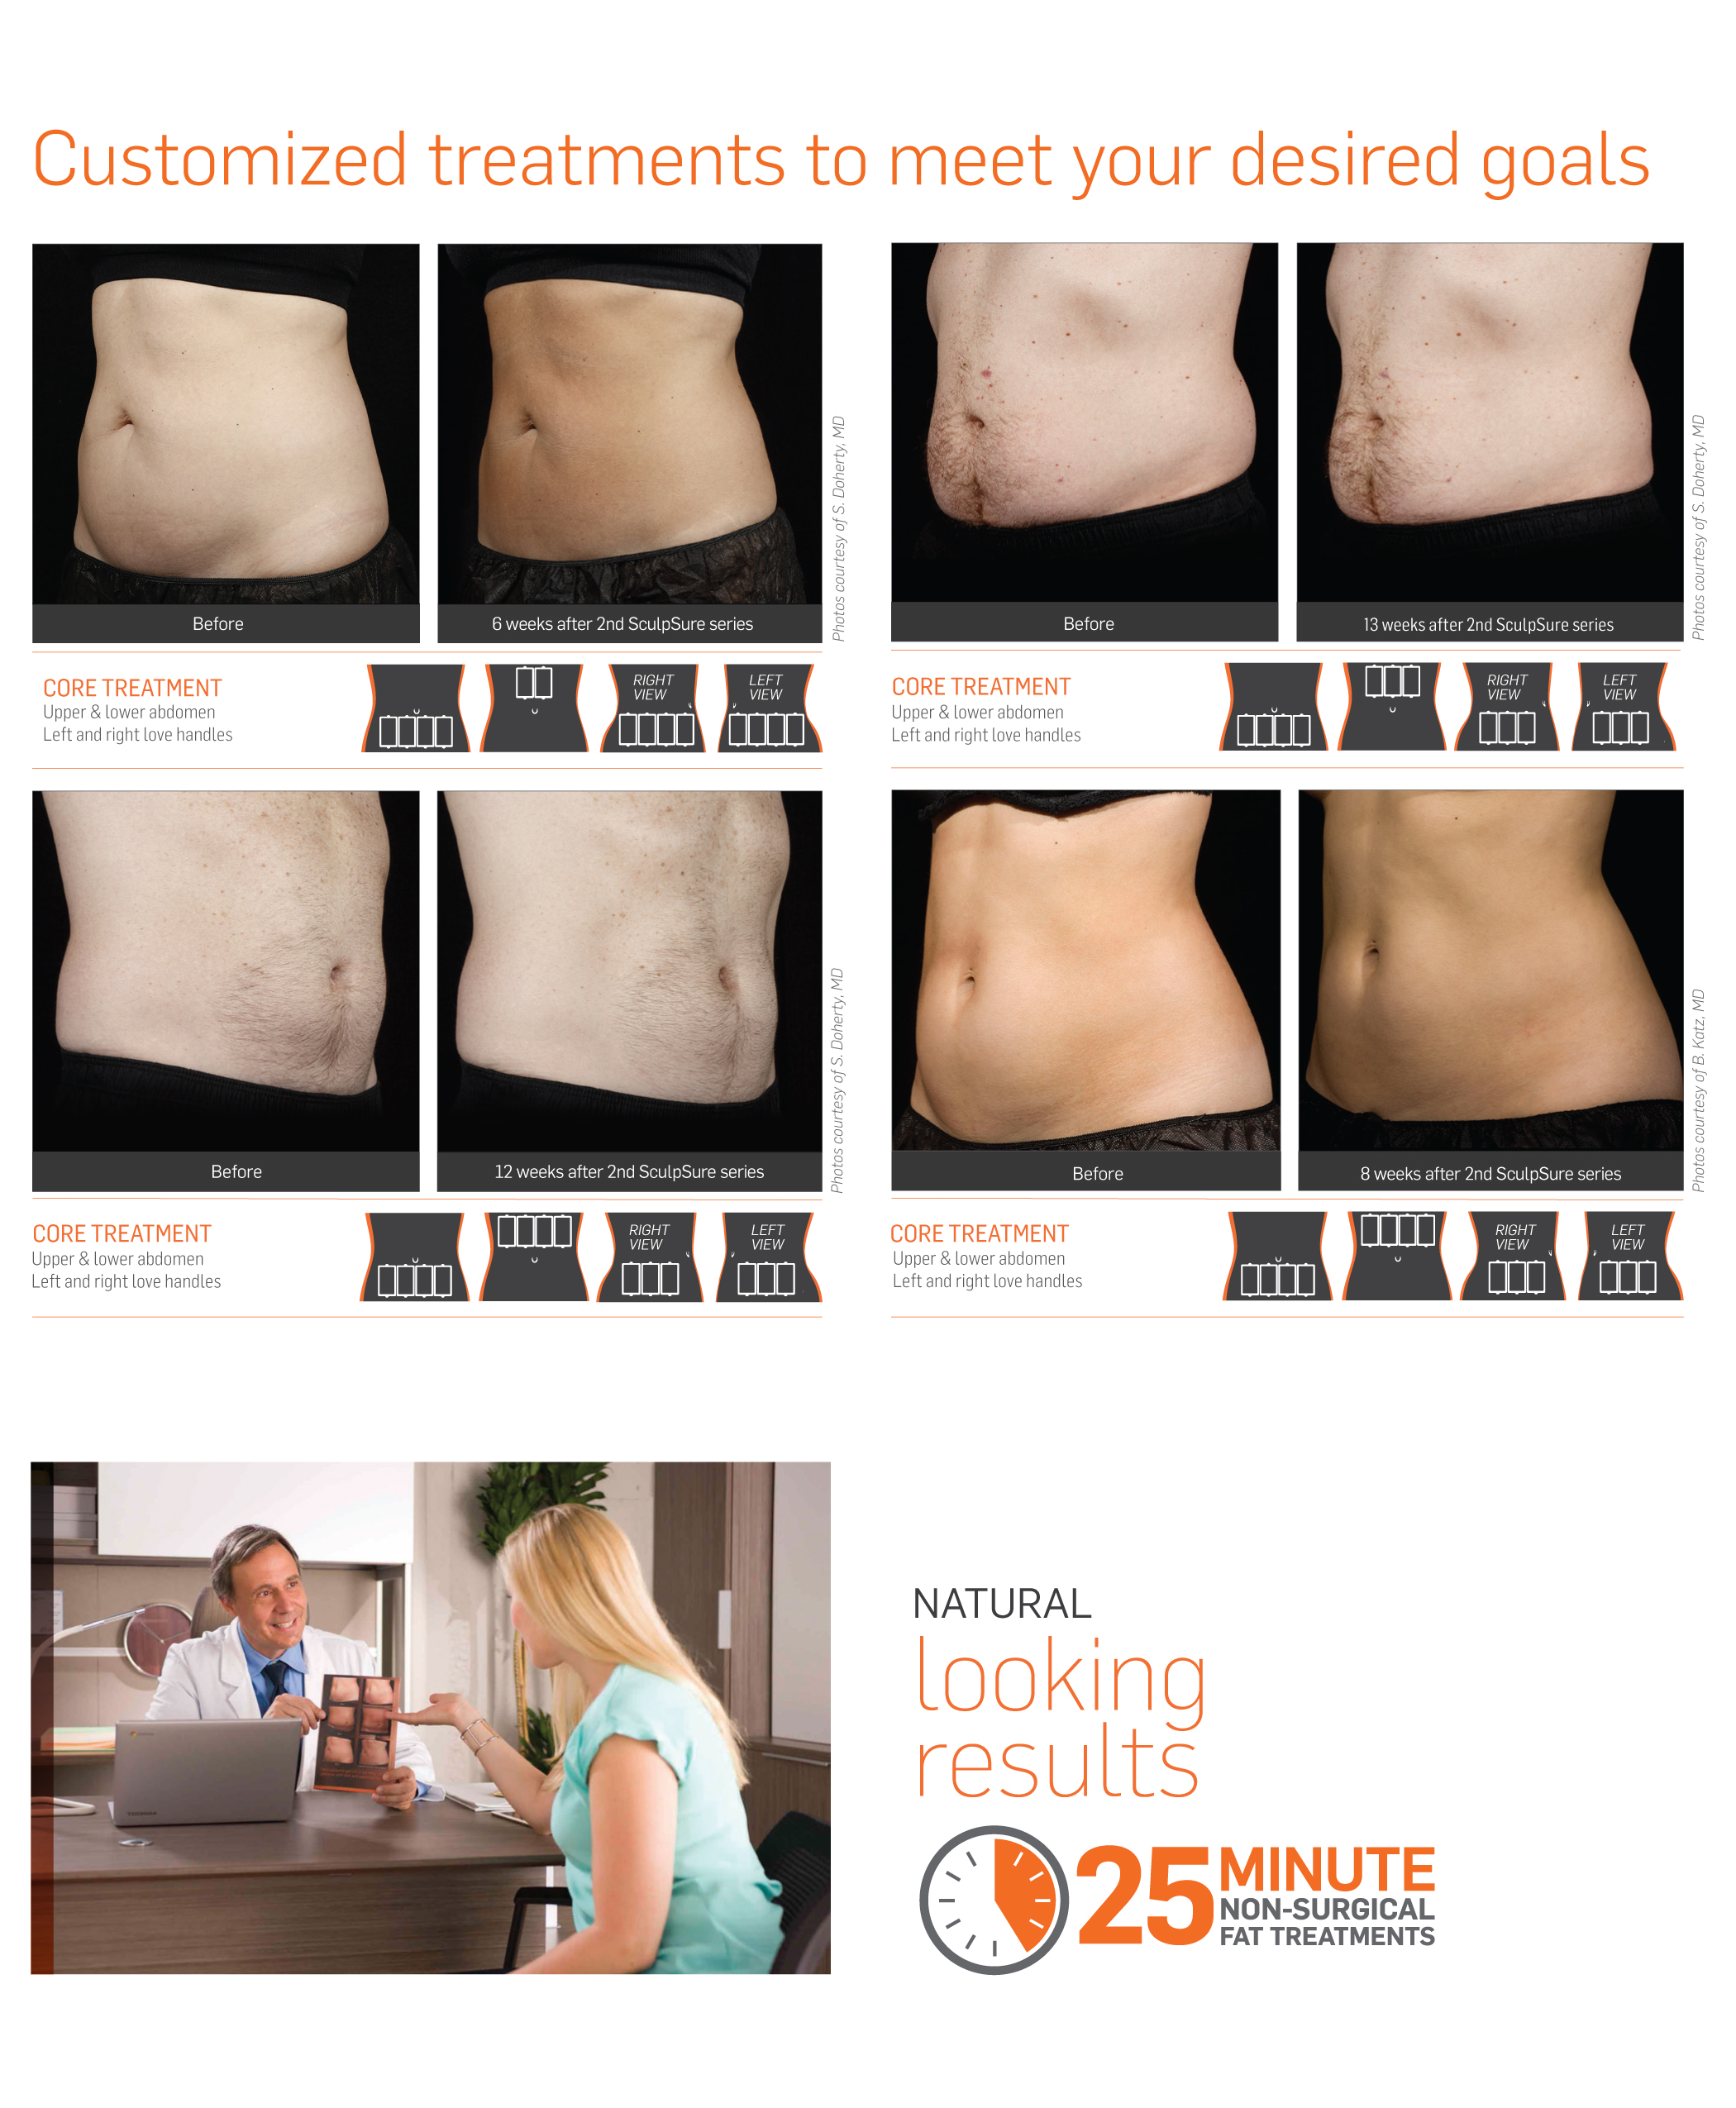 Customized treatments to meet your desired goals
Before
6 weeks after 2nd SculpSure series
Photos courtesy of S. Doherty, MD
CORE TREATMENT
Upper & lower abdomen
Left and right love handles
RIGHT
VIEW
LEFT
VIEW
Before
13 weeks after 2nd SculpSure series
Photos courtesy of S. Doherty, MD
CORE TREATMENT
Upper & lower abdomen
Left and right love handles
RIGHT
VIEW
LEFT
VIEW
Before
12 weeks after 2nd SculpSure series
Photos courtesy of S. Doherty, MD
CORE TREATMENT
Upper & lower abdomen
Left and right love handles
RIGHT
VIEW
LEFT
VIEW
Before
8 weeks after 2nd SculpSure series
Photos courtesy of B. Katz, MD
CORE TREATMENT
Upper & lower abdomen
Left and right love handles
RIGHT
VIEW
LEFT
VIEW
TOSHIBA
NATURAL
looking
results
25 MINUTE
NON-SURGICAL
FAT TREATMENTS